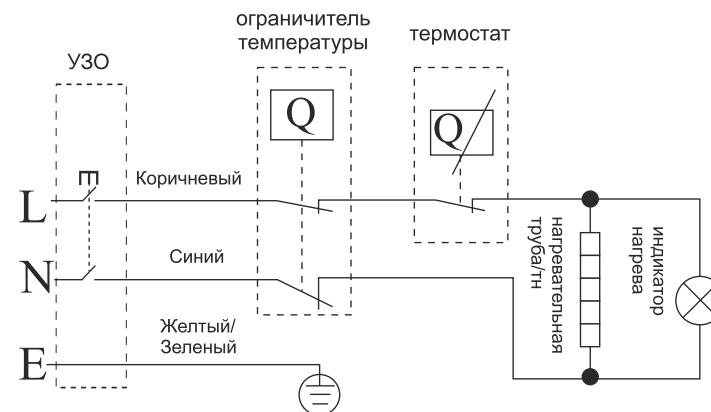 ограничитель
температуры
термостат
УЗО
Q
Q
E
L
Коричневый
N
Синий
Желтый/
Зеленый
E
нагревательная
труба/тн
индикатор
нагрева